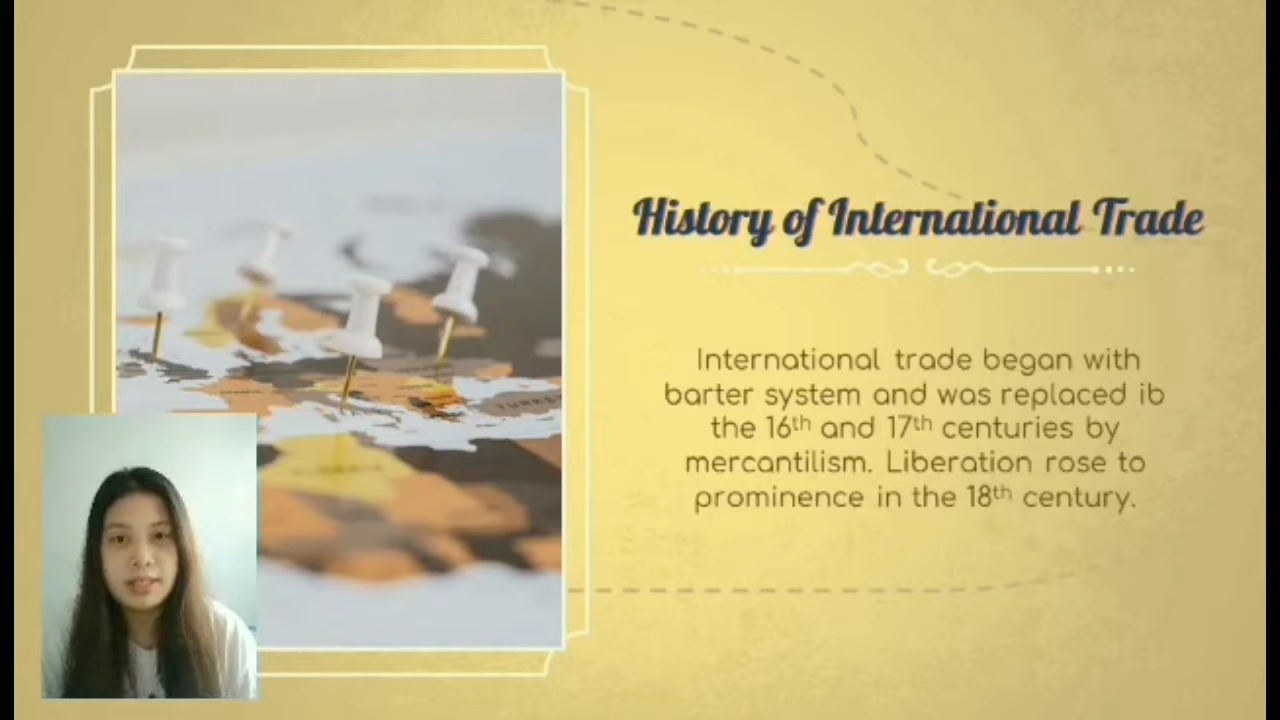 History of International Trade
International trade began with
barter system and was replaced ib
the 16th and 17th centuries by
mercantilism. Liberation rose to
prominence in the 18th century.